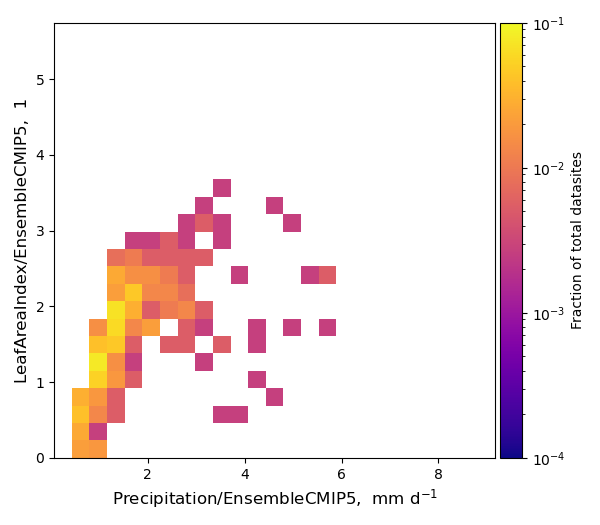 LeafAreaIndex/EnsembleCMIP5, 1
5
4
3
2
1
0
2 4 6 8
Precipitation/EnsembleCMIP5, mm d⁻¹
10⁻¹
10⁻²
10⁻³
10⁻⁴
Fraction of total datasites